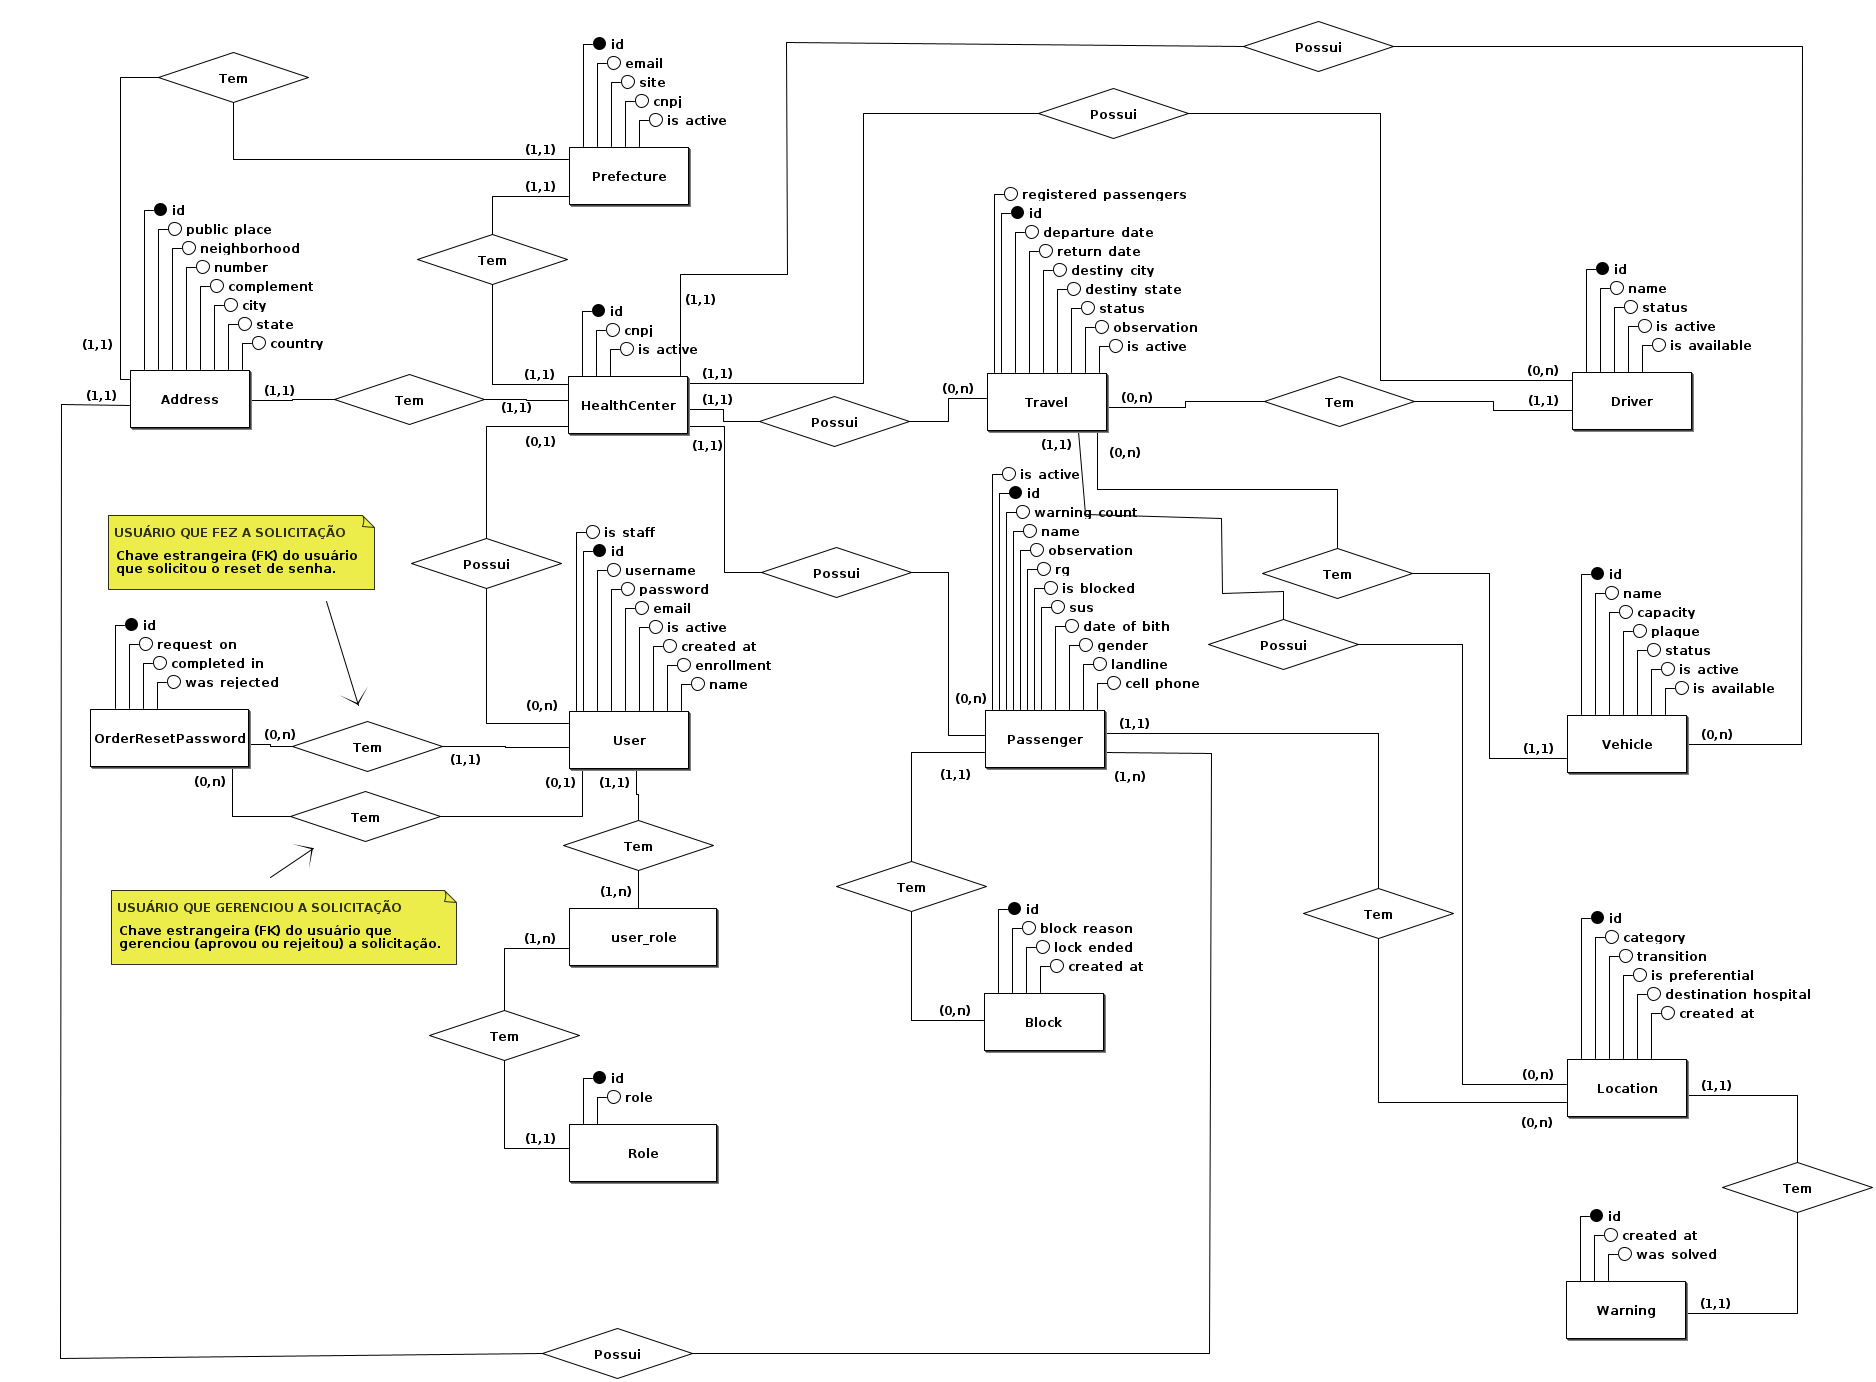 Possui
Tem
id
email
site
cnpj
is active
(1,1)
Prefecture
(1,1)
Possui
Tem
id
public place
neighborhood
number
complement
city
state
country
(1,1)
(1,1)
Address
(1,1)
Tem
(1,1)
id
cnpj
is active
(1,1)
(1,1)
(1,1)
(1,1)
(0,1)
(1,1)
HealthCenter
Possui
registered passengers
id
departure date
return date
destiny city
destiny state
status
observation
is active
(0,n)
Travel
(0,n)
(1,1)
(0,n)
Tem
id
name
status
is active
is available
(0,n)
(1,1)
Driver
USUÁRIO QUE FEZ A SOLICITAÇÃO
Chave estrangeira (FK) do usuário
que solicitou o reset de senha.
Possui
id
request on
completed in
was rejected
OrderResetPassword
(0,n)
(0,n)
Tem
(1,1)
Tem
is staff
id
username
password
email
is active
created at
enrollment
name
(0,n)
User
(0,1)
(1,1)
Possui
is active
id
warning count
name
observation
rg
is blocked
sus
date of bith
gender
landline
cell phone
(0,n)
Passenger
(1,1)
(1,1)
(1,n)
Tem
Possui
id
name
capacity
plaque
status
is active
is available
(1,1)
Vehicle
(0,n)
USUÁRIO QUE GERENCIOU A SOLICITAÇÃO
Chave estrangeira (FK) do usuário que
gerenciou (aprovou ou rejeitou) a solicitação.
Tem
(1,n)
user_role
(1,n)
Tem
id
role
(1,1)
Role
Tem
id
block reason
lock ended
created at
(0,n)
Block
Tem
id
category
transition
is preferential
destination hospital
created at
(0,n)
(0,n)
Location
(1,1)
Tem
id
created at
was solved
Warning
(1,1)
Possui